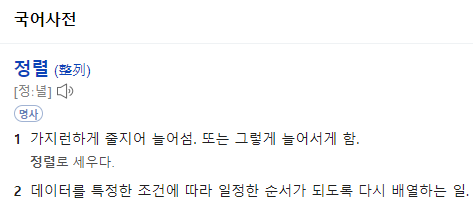 국어사전
정렬 (整列)
[정ː녈]
명사
1 가지런하게 줄지어 늘어섬. 또는 그렇게 늘어서게 함.
정렬로 세우다.
2 데이터를 특정한 조건에 따라 일정한 순서가 되도록 다시 배열하는 일.